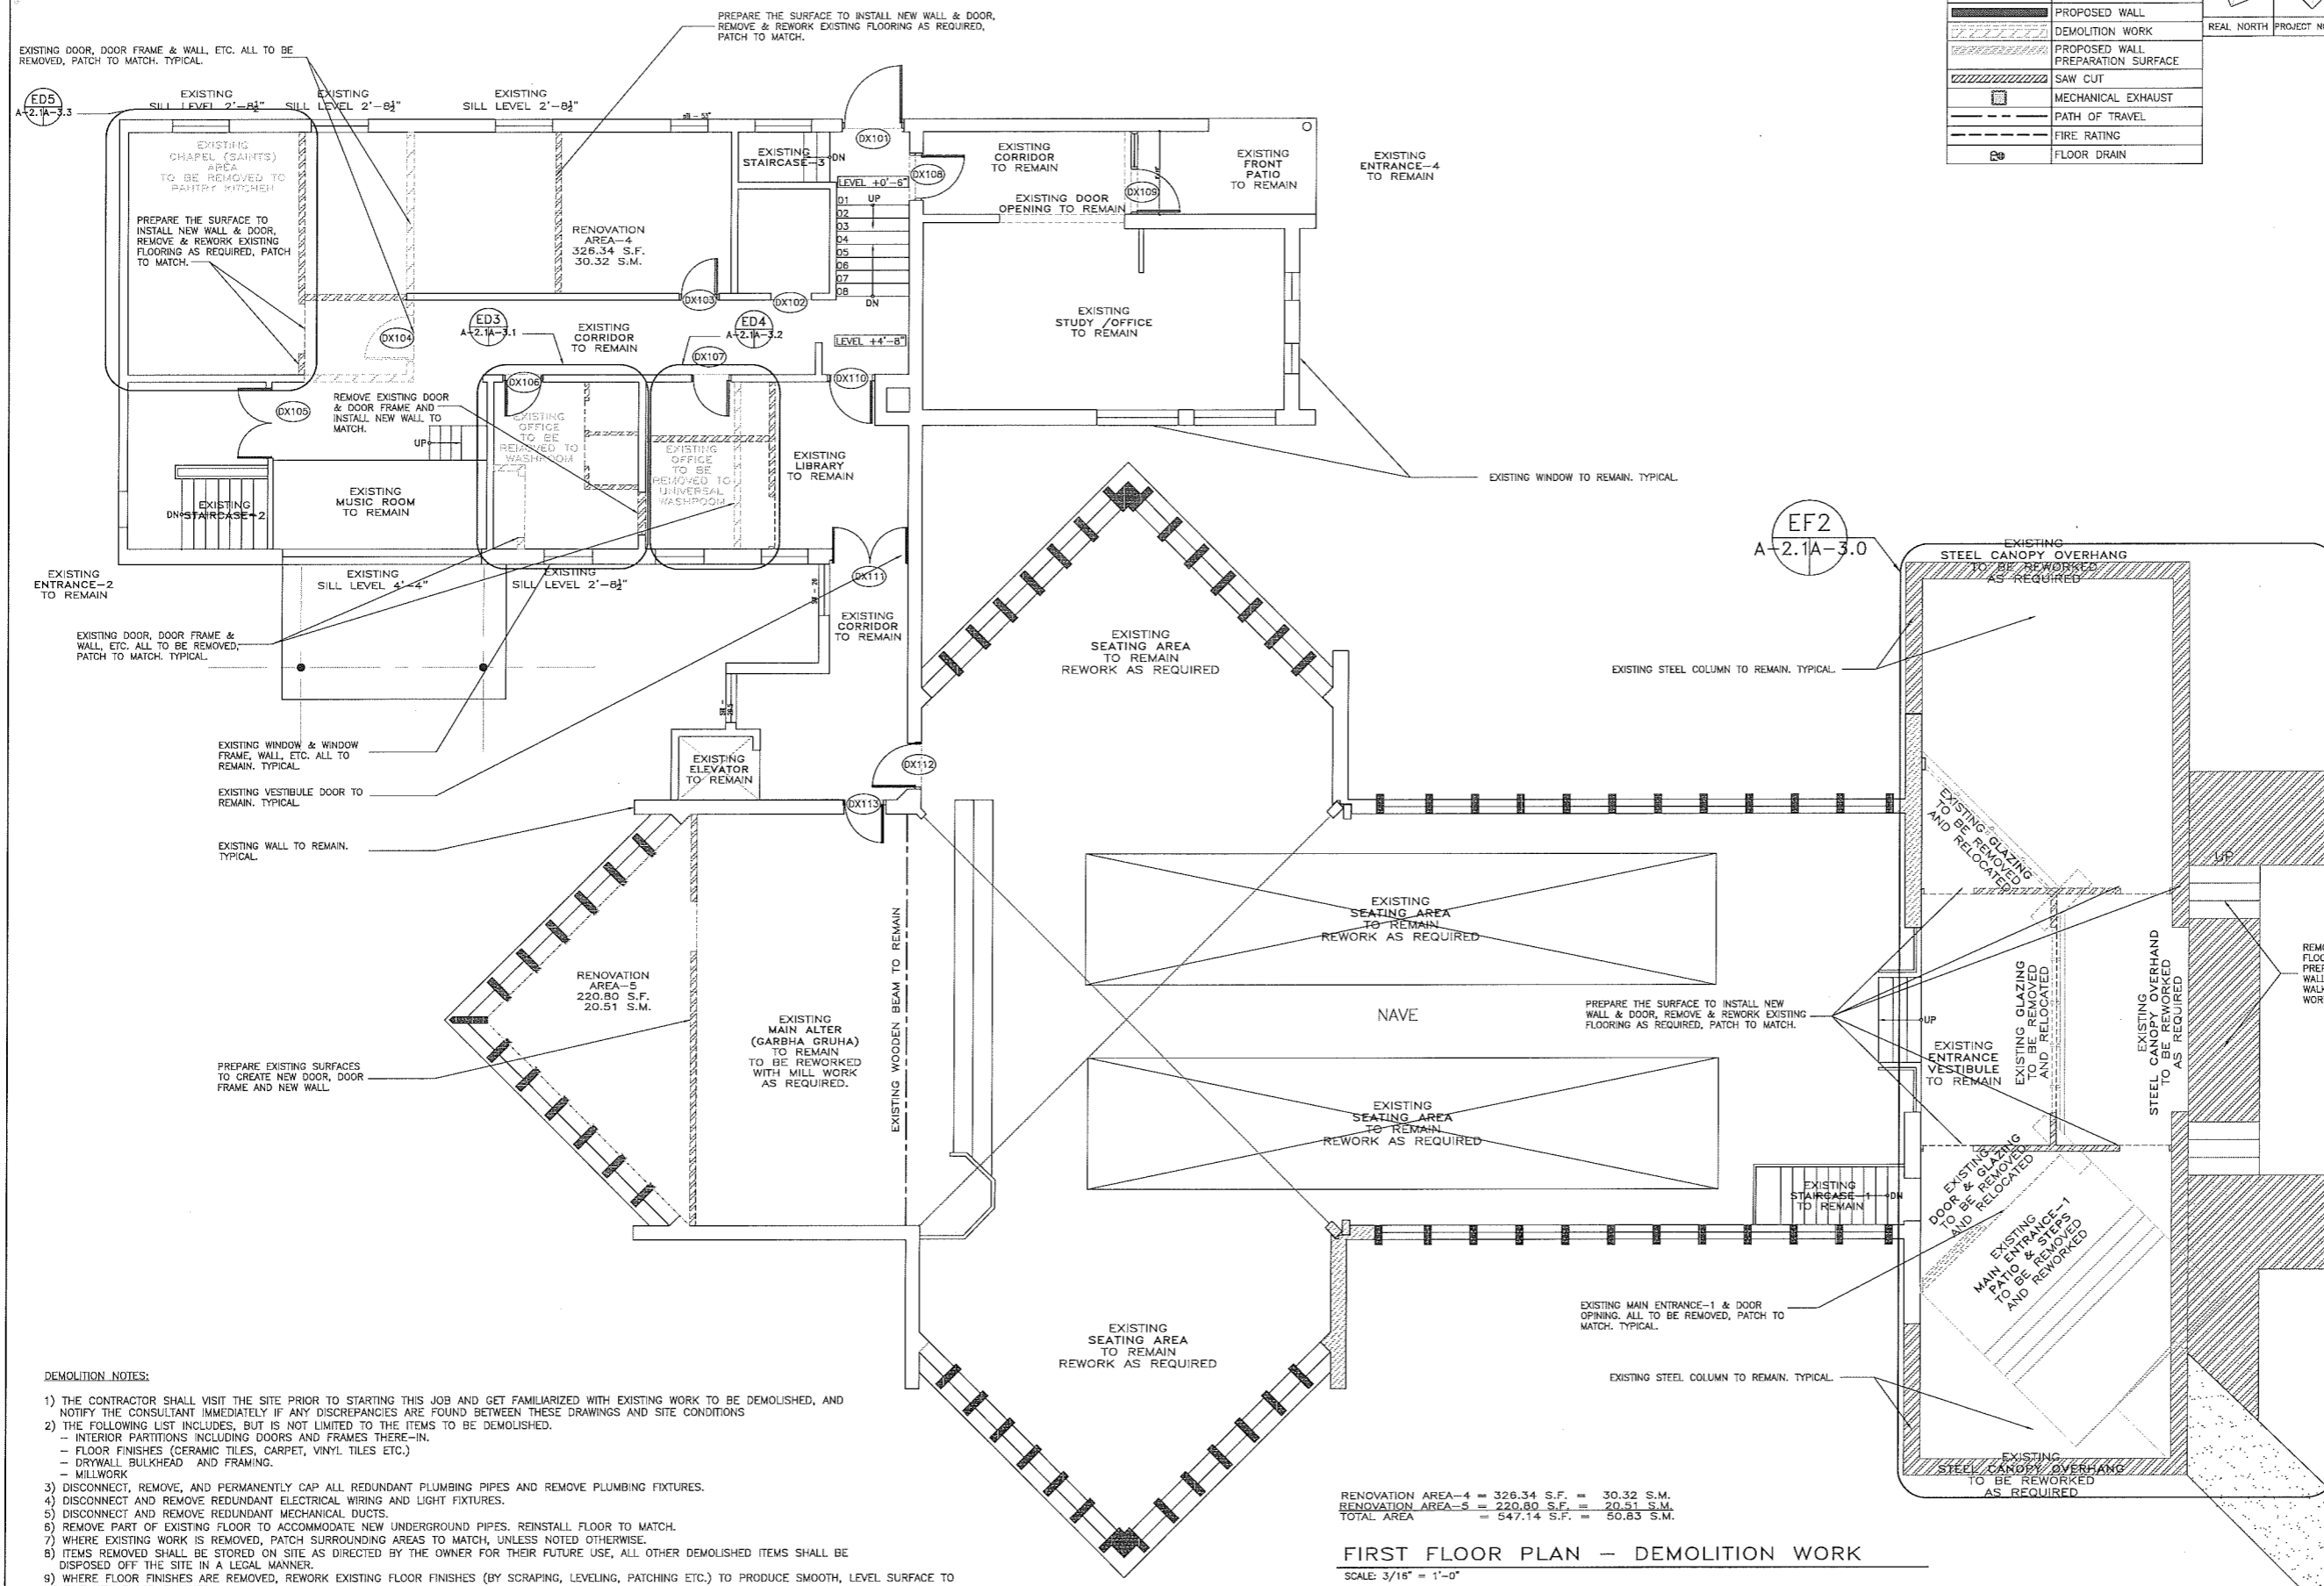 PREPARE THE SURFACE TO INSTALL NEW WALL & DOOR,
REMOVE & REWORK EXISTING FLOORING AS REQUIRED,
PATCH TO MATCH.
EXISTING DOOR, DOOR FRAME & WALL, ETC. ALL TO BE
REMOVED, PATCH TO MATCH. TYPICAL.
PROPOSED WALL
DEMOLITION WORK
PROPOSED WALL
PREPARATION SURFACE
SAW CUT
MECHANICAL EXHAUST
PATH OF TRAVEL
FIRE RATING
FLOOR DRAIN
REAL NORTH
PROJECT
ED5
A-2.1A-3.3
EXISTING
SILL LEVEL 2'-8½"
SILL LEVEL 2'-8½"
EXISTING
SILL LEVEL 2'-8½"
EXISTING
CHAPEL (SAINTS)
AREA
TO BE REMOVED TO
PANTRY KITCHEN
PREPARE THE SURFACE TO
INSTALL NEW WALL & DOOR,
REMOVE & REWORK EXISTING
FLOORING AS REQUIRED, PATCH
TO MATCH.
RENOVATION
AREA-4
326.34 S.F.
30.32 S.M.
EXISTING
STAIRCASE-3
DN
DX101
DX108
LEVEL +0'-6"
01
UP
02
03
04
05
06
07
08
DN
LEVEL +4'-8"
EXISTING
CORRIDOR
TO REMAIN
EXISTING DOOR
OPENING TO REMAIN
DX109
EXISTING
FRONT
PATIO
TO REMAIN
EXISTING
ENTRANCE-4
TO REMAIN
EXISTING
STUDY /OFFICE
TO REMAIN
DX103
DX102
DX104
ED3
A-2.1A-3.1
EXISTING
CORRIDOR
TO REMAIN
ED4
A-2.1A-3.2
DX107
DX106
DX110
DX105
REMOVE EXISTING DOOR
& DOOR FRAME AND
INSTALL NEW WALL TO
MATCH.
UP
EXISTING
OFFICE
TO BE
REMOVED TO
WASHROOM
EXISTING
OFFICE
TO BE
REMOVED TO
UNIVERSAL
WASHROOM
EXISTING
LIBRARY
TO REMAIN
EXISTING
MUSIC ROOM
TO REMAIN
EXISTING
DN STAIRCASE-2
EXISTING WINDOW TO REMAIN. TYPICAL.
EF2
A-2.1A-3.0
EXISTING
STEEL CANOPY OVERHANG
TO BE REWORKED
AS REQUIRED
EXISTING
ENTRANCE-2
TO REMAIN
EXISTING
SILL LEVEL 4'-4"
EXISTING
SILL LEVEL 2'-8½"
DX111
EXISTING
CORRIDOR
TO REMAIN
EXISTING DOOR, DOOR FRAME &
WALL, ETC. ALL TO BE REMOVED,
PATCH TO MATCH. TYPICAL.
EXISTING
SEATING AREA
TO REMAIN
REWORK AS REQUIRED
EXISTING STEEL COLUMN TO REMAIN. TYPICAL.
EXISTING WINDOW & WINDOW
FRAME, WALL, ETC. ALL TO
REMAIN. TYPICAL.
EXISTING
ELEVATOR
TO REMAIN
DX112
EXISTING VESTIBULE DOOR TO
REMAIN. TYPICAL.
DX113
EXISTING WALL TO REMAIN.
TYPICAL.
EXISTING GLAZING
TO BE REMOVED
AND RELOCATED
UP
EXISTING
SEATING AREA
TO REMAIN
REWORK AS REQUIRED
RENOVATION
AREA-5
220.80 S.F.
20.51 S.M.
EXISTING
MAIN ALTER
(GARBHA GRUHA)
TO REMAIN
TO BE REWORKED
WITH MILL WORK
AS REQUIRED.
EXISTING WOODEN BEAM TO REMAIN
NAVE
PREPARE THE SURFACE TO INSTALL NEW
WALL & DOOR, REMOVE & REWORK EXISTING
FLOORING AS REQUIRED, PATCH TO MATCH.
UP
EXISTING
ENTRANCE
VESTIBULE
TO REMAIN
EXISTING GLAZING
TO BE REMOVED
AND RELOCATED
EXISTING
STEEL CANOPY OVERHAND
TO BE REWORKED
AS REQUIRED
PREPARE EXISTING SURFACES
TO CREATE NEW DOOR, DOOR
FRAME AND NEW WALL.
EXISTING
SEATING AREA
TO REMAIN
REWORK AS REQUIRED
EXISTING
STAIRCASE-1 DN
TO REMAIN
EXISTING
DOOR & GLAZING
TO BE REMOVED
AND RELOCATED
EXISTING
MAIN ENTRANCE-1
PATIO & STEPS
TO BE REMOVED
AND REWORKED
EXISTING MAIN ENTRANCE-1 & DOOR
OPINING. ALL TO BE REMOVED, PATCH TO
MATCH. TYPICAL.
EXISTING
SEATING AREA
TO REMAIN
REWORK AS REQUIRED
EXISTING STEEL COLUMN TO REMAIN. TYPICAL.
EXISTING
STEEL CANOPY OVERHANG
TO BE REWORKED
AS REQUIRED
DEMOLITION NOTES:
1) THE CONTRACTOR SHALL VISIT THE SITE PRIOR TO STARTING THIS JOB AND GET FAMILIARIZED WITH EXISTING WORK TO BE DEMOLISHED, AND
NOTIFY THE CONSULTANT IMMEDIATELY IF ANY DISCREPANCIES ARE FOUND BETWEEN THESE DRAWINGS AND SITE CONDITIONS
2) THE FOLLOWING LIST INCLUDES, BUT IS NOT LIMITED TO THE ITEMS TO BE DEMOLISHED.
– INTERIOR PARTITIONS INCLUDING DOORS AND FRAMES THERE-IN.
– FLOOR FINISHES (CERAMIC TILES, CARPET, VINYL TILES ETC.)
– DRYWALL BULKHEAD AND FRAMING.
– MILLWORK
3) DISCONNECT, REMOVE, AND PERMANENTLY CAP ALL REDUNDANT PLUMBING PIPES AND REMOVE PLUMBING FIXTURES.
4) DISCONNECT AND REMOVE REDUNDANT ELECTRICAL WIRING AND LIGHT FIXTURES.
5) DISCONNECT AND REMOVE REDUNDANT MECHANICAL DUCTS.
6) REMOVE PART OF EXISTING FLOOR TO ACCOMMODATE NEW UNDERGROUND PIPES. REINSTALL FLOOR TO MATCH.
7) WHERE EXISTING WORK IS REMOVED, PATCH SURROUNDING AREAS TO MATCH, UNLESS NOTED OTHERWISE.
8) ITEMS REMOVED SHALL BE STORED ON SITE AS DIRECTED BY THE OWNER FOR THEIR FUTURE USE, ALL OTHER DEMOLISHED ITEMS SHALL BE
DISPOSED OFF THE SITE IN A LEGAL MANNER.
9) WHERE FLOOR FINISHES ARE REMOVED, REWORK EXISTING FLOOR FINISHES (BY SCRAPING, LEVELING, PATCHING ETC.) TO PRODUCE SMOOTH, LEVEL SURFACE TO
RENOVATION AREA-4 = 326.34 S.F. = 30.32 S.M.
RENOVATION AREA-5 = 220.80 S.F. = 20.51 S.M.
TOTAL AREA = 547.14 S.F. = 50.83 S.M.
FIRST FLOOR PLAN – DEMOLITION WORK
SCALE: 3/16" = 1'-0"